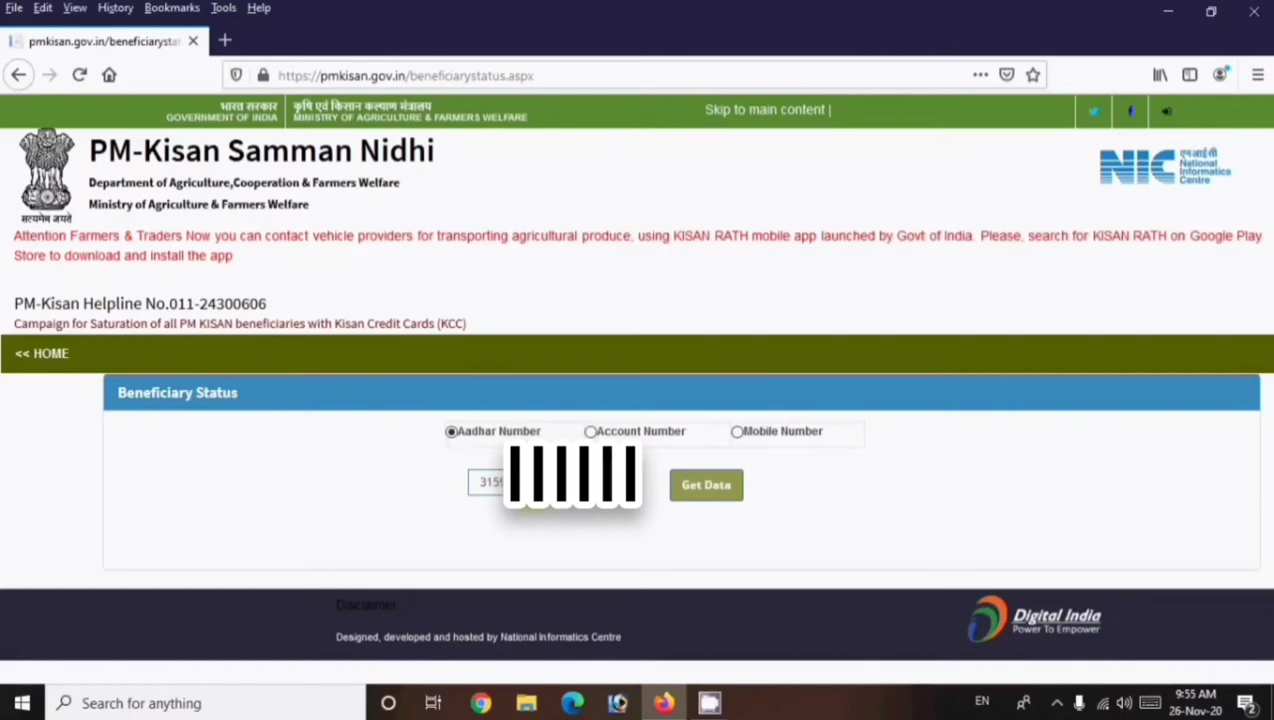 File Edit View History Bookmarks Tools Help
pmkisan.gov.in/beneficiarystat
https://pmkisan.gov.in/beneficiarystatus.aspx
भारत सरकार
GOVERNMENT OF INDIA
कृषि एवं किसान कल्याण मंत्रालय
MINISTRY OF AGRICULTURE & FARMERS WELFARE
Skip to main content |
PM-Kisan Samman Nidhi
Department of Agriculture,Cooperation & Farmers Welfare
Ministry of Agriculture & Farmers Welfare
सत्यमेव जयते
NIC
एनआईसी
National
Informatics
Centre
Attention Farmers & Traders Now you can contact vehicle providers for transporting agricultural produce, using KISAN RATH mobile app launched by Govt of India. Please, search for KISAN RATH on Google Play
Store to download and install the app
PM-Kisan Helpline No.011-24300606
Campaign for Saturation of all PM KISAN beneficiaries with Kisan Credit Cards (KCC)
<< HOME
Beneficiary Status
Aadhar Number Account Number Mobile Number
3159
Get Data
Disclaimer
Designed, developed and hosted by National Informatics Centre
Digital India
Power To Empower
Search for anything
EN
9:55 AM
26-Nov-20
2